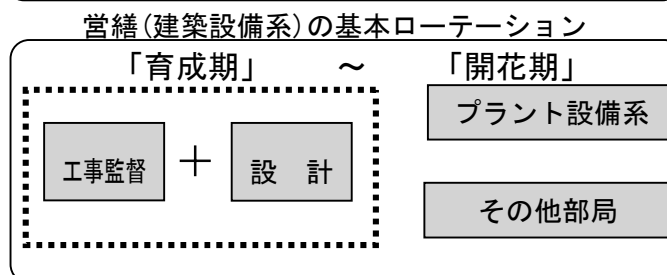 営繕(建築設備系)の基本ローテーション
「育成期」 ～ 「開花期」
プラント設備系
工事監督 ＋ 設 計
その他部局